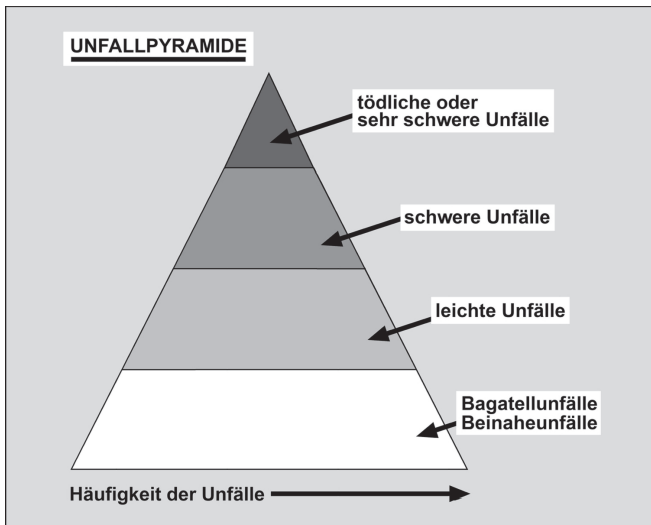 UNFALLPYRAMIDE
tödliche oder
sehr schwere Unfälle
schwere Unfälle
leichte Unfälle
Bagatellunfälle
Beinaheunfälle
Häufigkeit der Unfälle